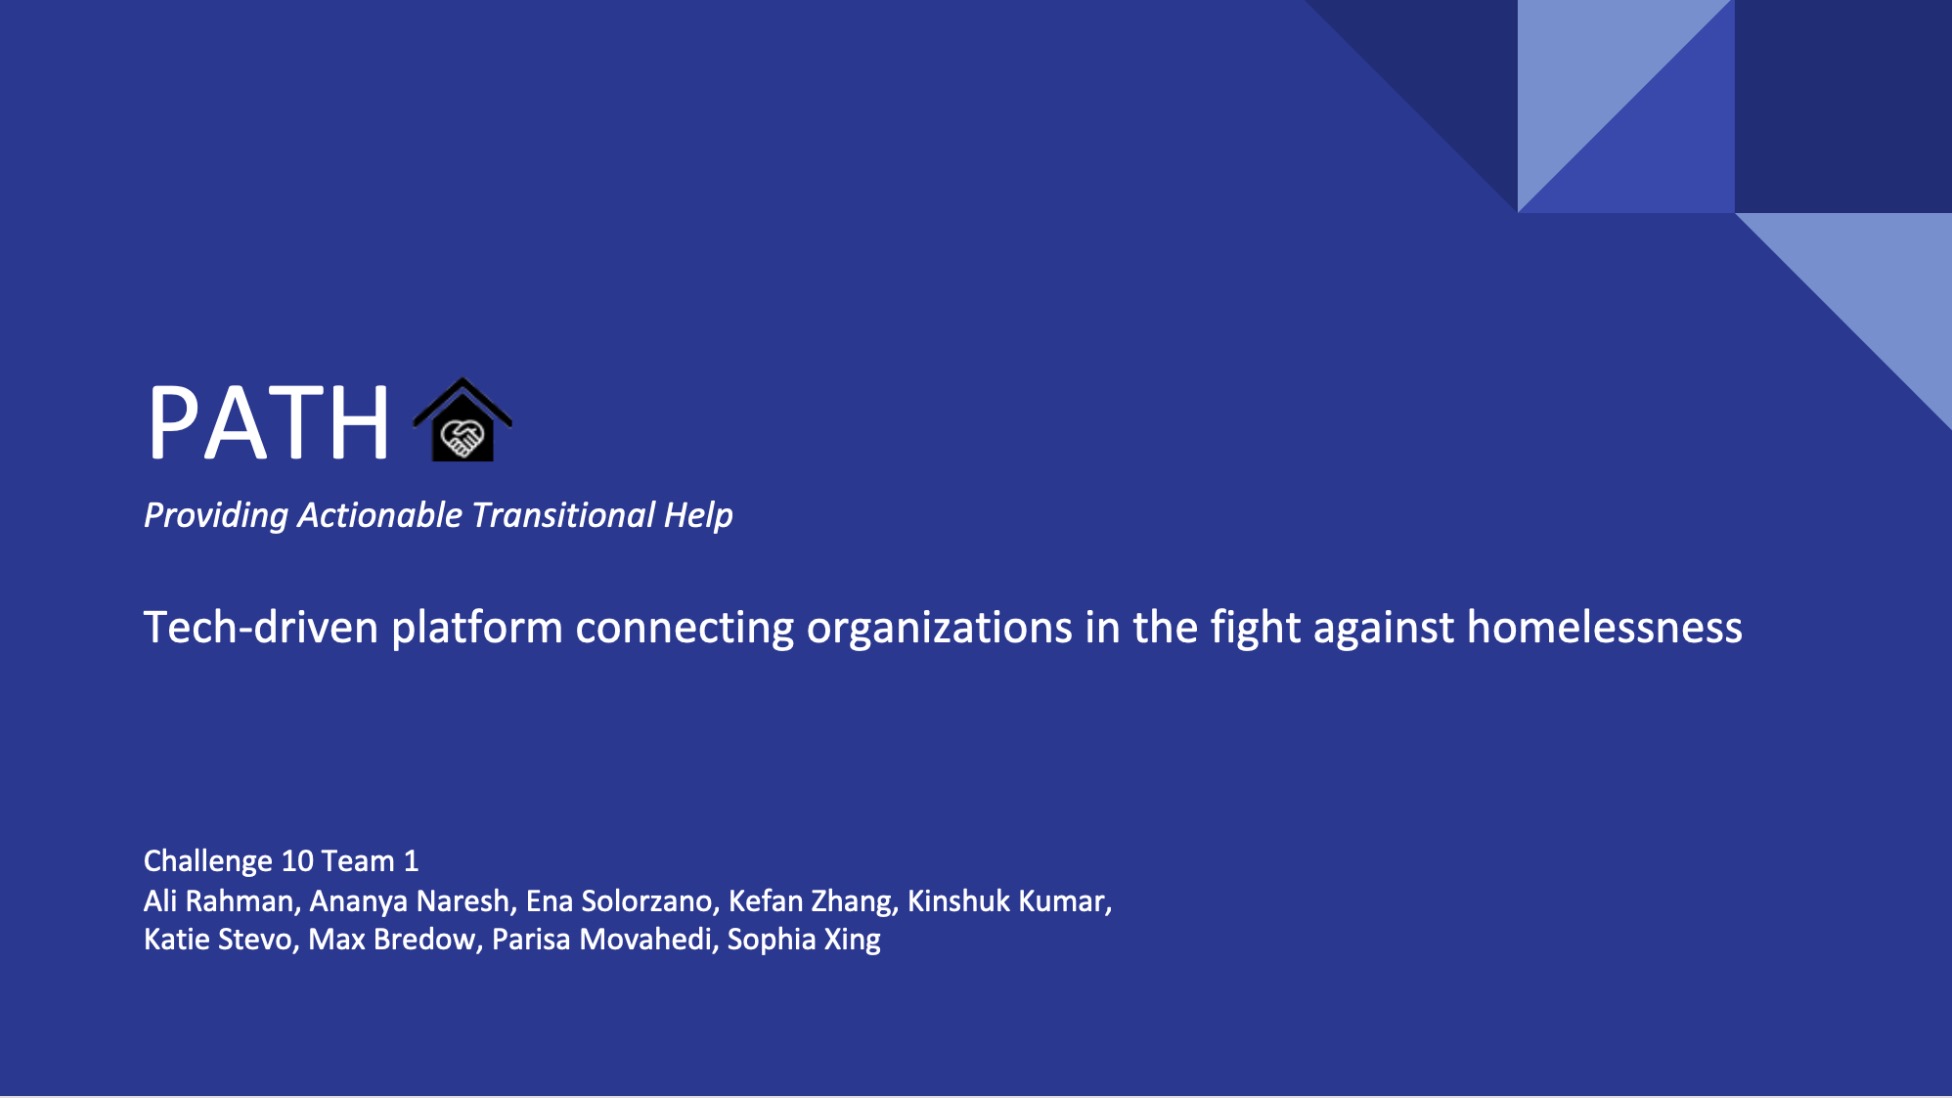 PATH
Providing Actionable Transitional Help
Tech-driven platform connecting organizations in the fight against homelessness
Challenge 10 Team 1
Ali Rahman, Ananya Naresh, Ena Solorzano, Kefan Zhang, Kinshuk Kumar,
Katie Stevo, Max Bredow, Parisa Movahedi, Sophia Xing